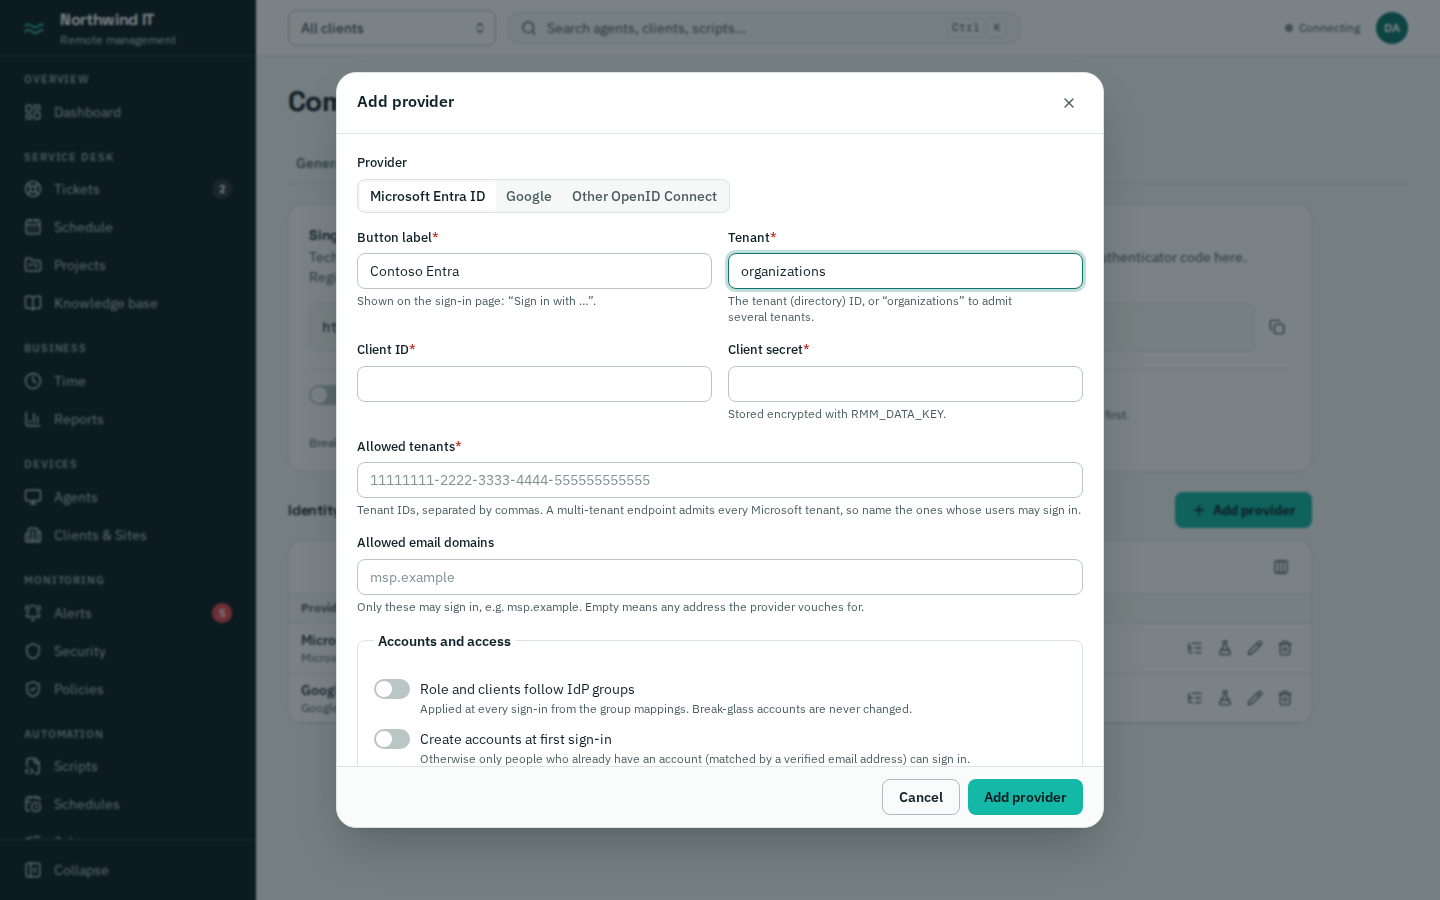 Northwind IT
Remote management
All clients
Search agents, clients, scripts...
Ctrl K
Connecting
DA
OVERVIEW
Dashboard
SERVICE DESK
Tickets
2
Schedule
Projects
Knowledge base
BUSINESS
Time
Reports
DEVICES
Agents
Clients & Sites
MONITORING
Alerts
5
Security
Policies
AUTOMATION
Scripts
Schedules
Collapse
Add provider
Provider
Microsoft Entra ID
Google
Other OpenID Connect
Button label*
Contoso Entra
Shown on the sign-in page: “Sign in with …”.
Tenant*
organizations
The tenant (directory) ID, or “organizations” to admit
several tenants.
Client ID*
Client secret*
Stored encrypted with RMM_DATA_KEY.
Allowed tenants*
11111111-2222-3333-4444-555555555555
Tenant IDs, separated by commas. A multi-tenant endpoint admits every Microsoft tenant, so name the ones whose users may sign in.
Allowed email domains
msp.example
Only these may sign in, e.g. msp.example. Empty means any address the provider vouches for.
Accounts and access
Role and clients follow IdP groups
Applied at every sign-in from the group mappings. Break-glass accounts are never changed.
Create accounts at first sign-in
Otherwise only people who already have an account (matched by a verified email address) can sign in.
Cancel
Add provider
code here.
first.
Add provider